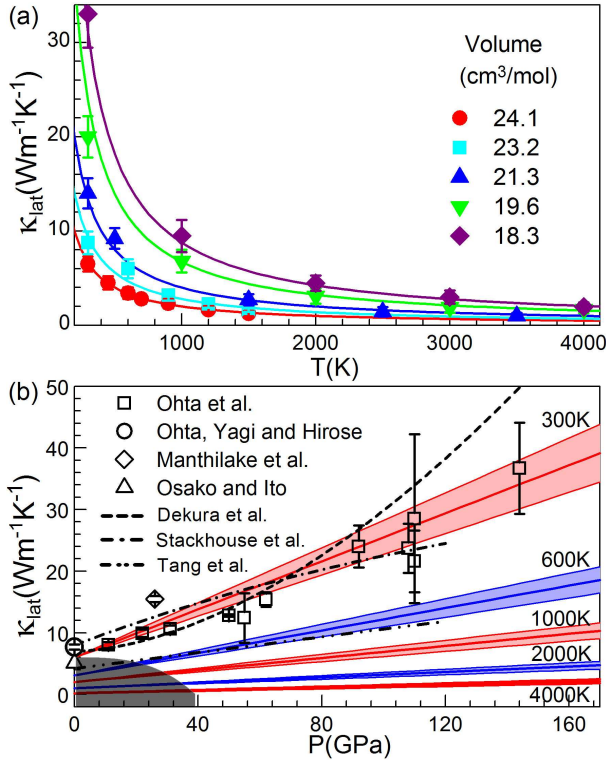 (a)
κlat(Wm⁻¹K⁻¹)
30
20
10
0
Volume
(cm³/mol)
24.1
23.2
21.3
19.6
18.3
1000 2000 3000 4000
T(K)
(b)
κlat(Wm⁻¹K⁻¹)
50
40
30
20
10
0
Ohta et al.
Ohta, Yagi and Hirose
Manthilake et al.
Osako and Ito
Dekura et al.
Stackhouse et al.
Tang et al.
300K
600K
1000K
2000K
4000K
0 40 80 120 160
P(GPa)